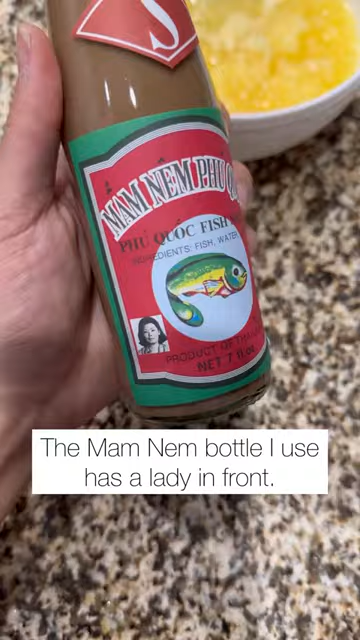 S
MAM NEM PHU
PHU QUOC FISH
INGREDIENTS: FISH, WATER
PRODUCT OF
NET 7 fl oz
The Mam Nem bottle I use
has a lady in front.